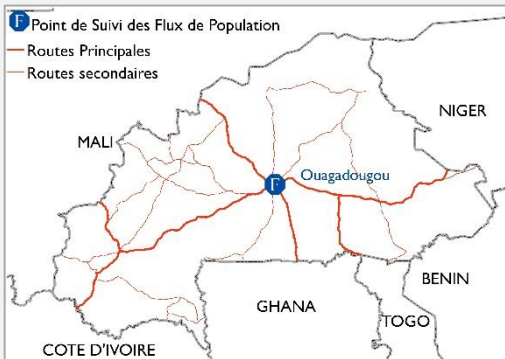 F Point de Suivi des Flux de Population
Routes Principales
Routes secondaires
NIGER
MALI
Ouagadougou
F
BENIN
GHANA
TOGO
COTE D'IVOIRE